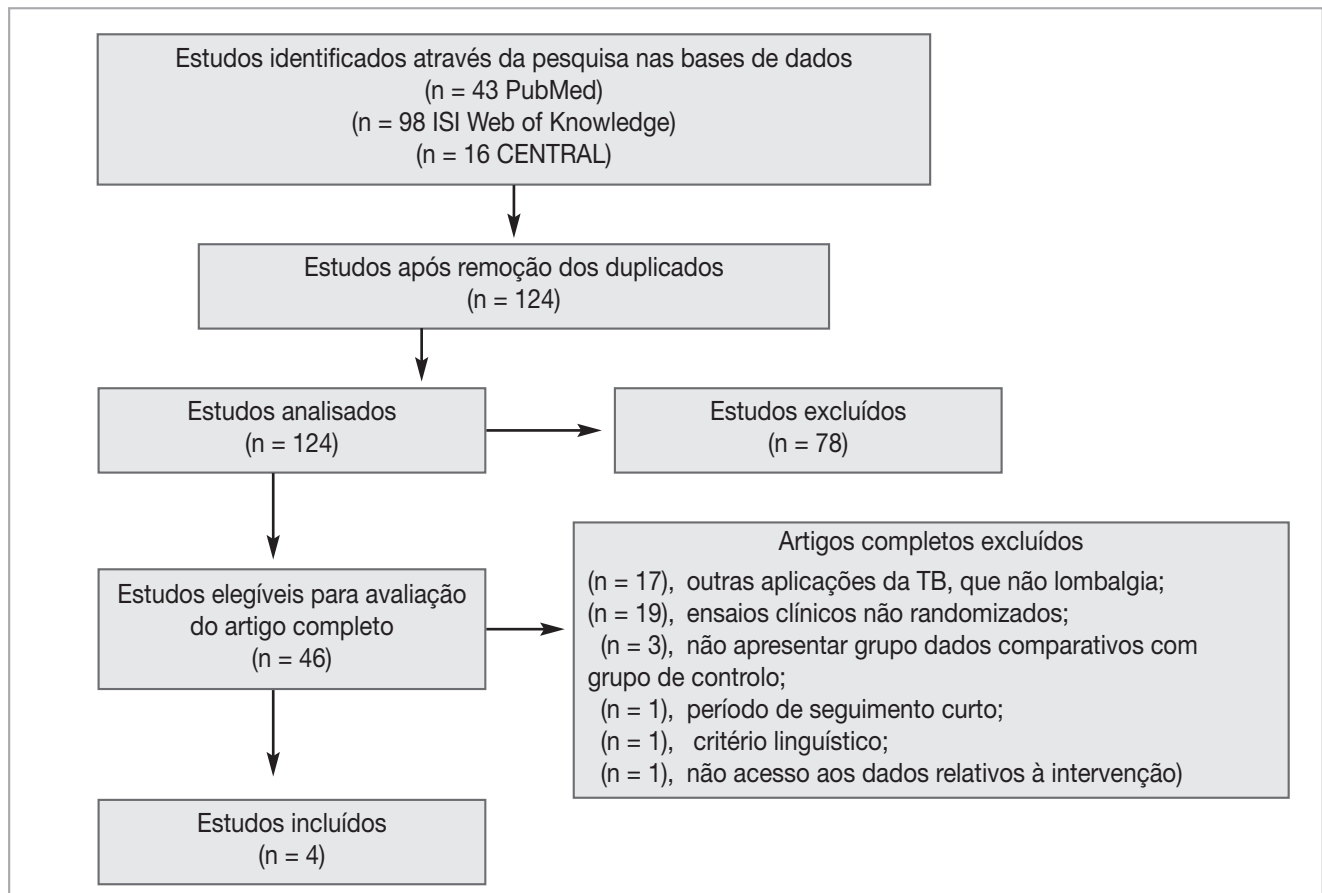 Estudos identificados através da pesquisa nas bases de dados
(n = 43 PubMed)
(n = 98 ISI Web of Knowledge)
(n = 16 CENTRAL)
Estudos após remoção dos duplicados
(n = 124)
Estudos analisados
(n = 124)
Estudos excluídos
(n = 78)
Estudos elegíveis para avaliação
do artigo completo
(n = 46)
Artigos completos excluídos
(n = 17), outras aplicações da TB, que não lombalgia;
(n = 19), ensaios clínicos não randomizados;
(n = 3), não apresentar grupo dados comparativos com
grupo de controlo;
(n = 1), período de seguimento curto;
(n = 1), critério linguístico;
(n = 1), não acesso aos dados relativos à intervenção)
Estudos incluídos
(n = 4)